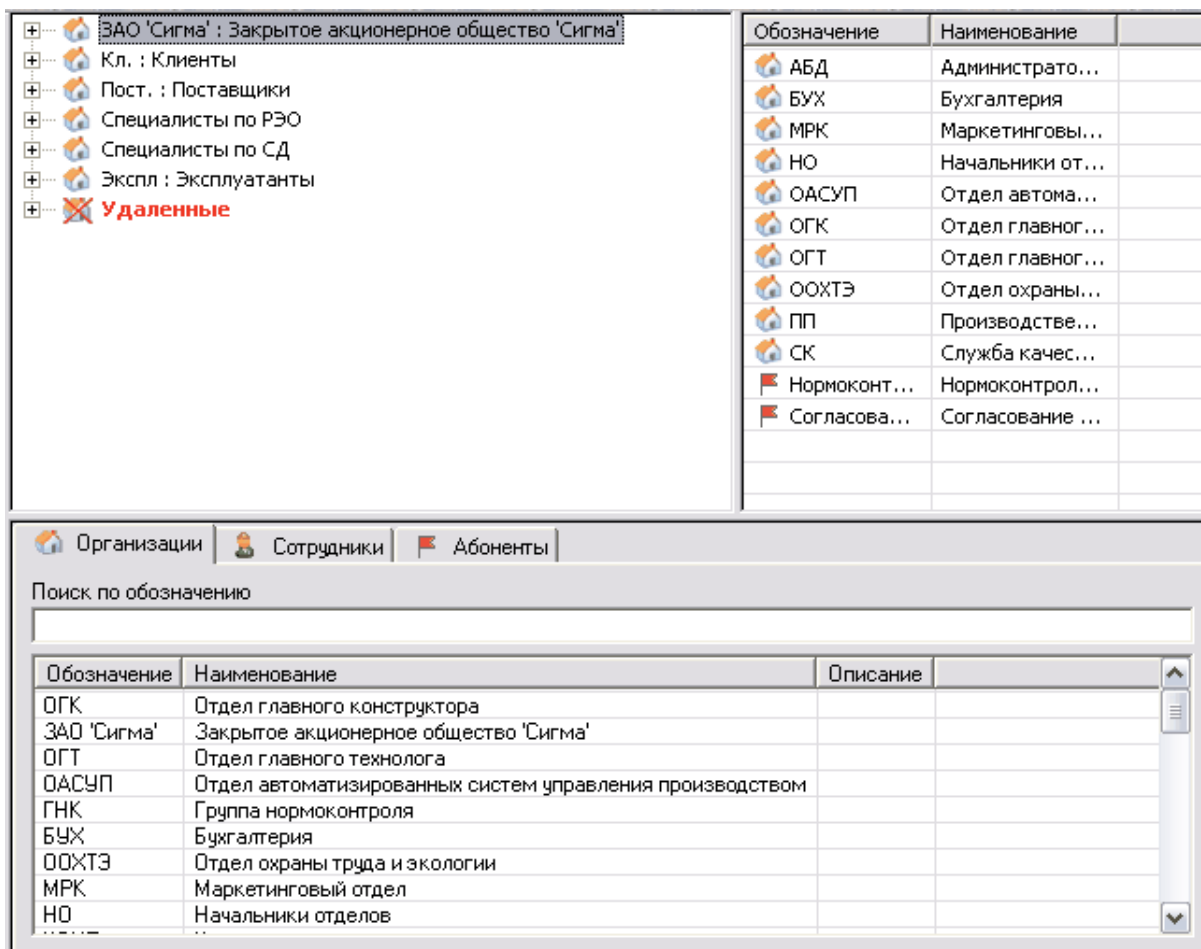 ЗАО 'Сигма' : Закрытое акционерное общество 'Сигма'
Кл. : Клиенты
Пост. : Поставщики
Специалисты по РЭО
Специалисты по СД
Экспл : Эксплуатанты
Удаленные
Обозначение Наименование
АБД Администрато...
БУХ Бухгалтерия
МРК Маркетинговы...
НО Начальники от...
ОАСУП Отдел автома...
ОГК Отдел главног...
ОГТ Отдел главног...
ООХТЭ Отдел охраны...
ПП Производстве...
СК Служба качес...
Нормоконт... Нормоконтрол...
Согласова... Согласование ...
Организации Сотрудники Абоненты
Поиск по обозначению
Обозначение Наименование Описание
ОГК Отдел главного конструктора
ЗАО 'Сигма' Закрытое акционерное общество 'Сигма'
ОГТ Отдел главного технолога
ОАСУП Отдел автоматизированных систем управления производством
ГНК Группа нормоконтроля
БУХ Бухгалтерия
ООХТЭ Отдел охраны труда и экологии
МРК Маркетинговый отдел
НО Начальники отделов